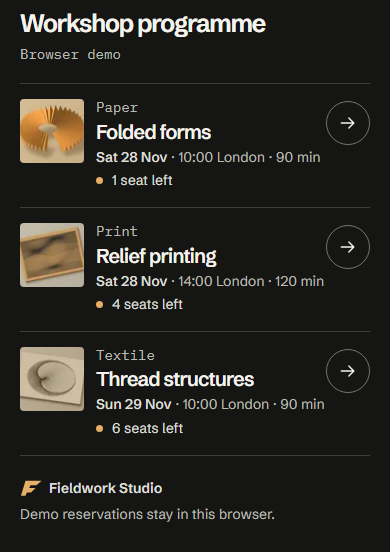 Workshop programme
Browser demo
Paper
Folded forms
Sat 28 Nov · 10:00 London · 90 min
1 seat left
Print
Relief printing
Sat 28 Nov · 14:00 London · 120 min
4 seats left
Textile
Thread structures
Sun 29 Nov · 10:00 London · 90 min
6 seats left
Fieldwork Studio
Demo reservations stay in this browser.